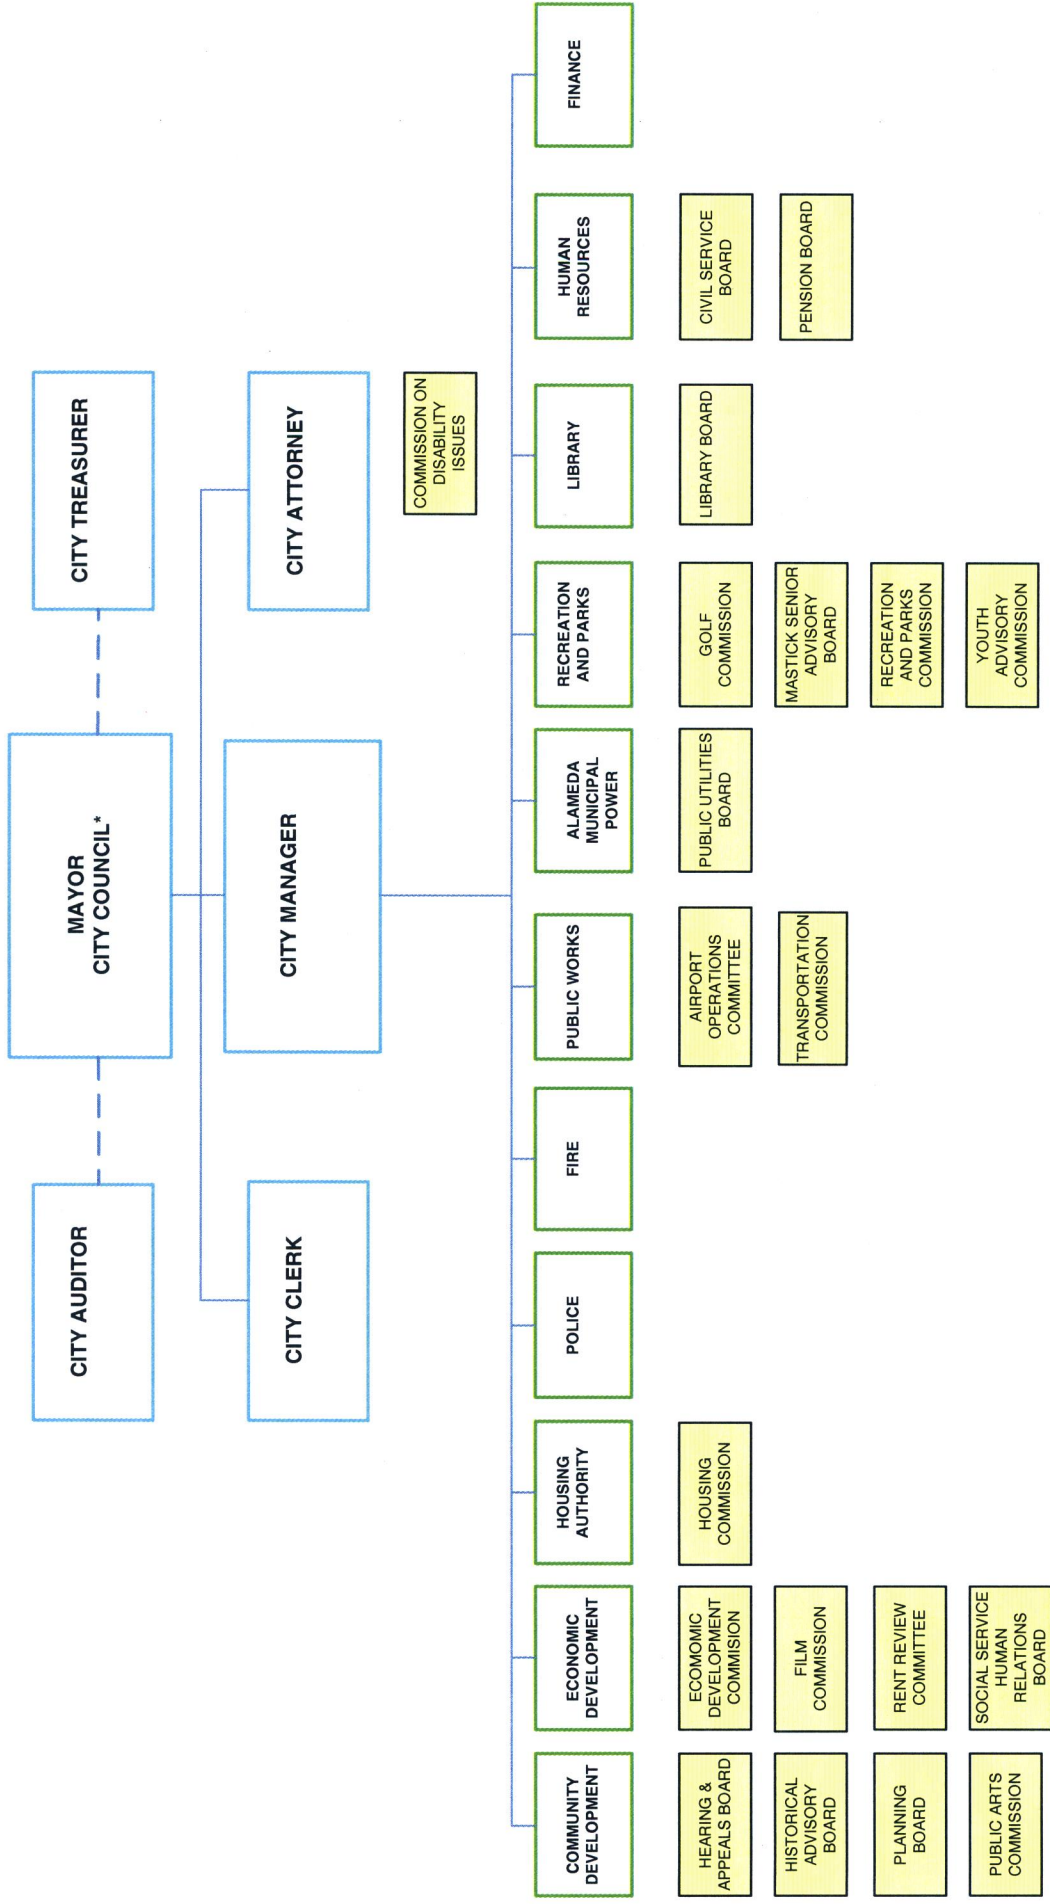 CITY AUDITOR
MAYOR
CITY COUNCIL*
CITY TREASURER
CITY CLERK
CITY MANAGER
CITY ATTORNEY
COMMISSION ON
DISABILITY
ISSUES
COMMUNITY
DEVELOPMENT
ECONOMIC
DEVELOPMENT
HOUSING
AUTHORITY
POLICE
FIRE
PUBLIC WORKS
ALAMEDA
MUNICIPAL
POWER
RECREATION
AND PARKS
LIBRARY
HUMAN
RESOURCES
FINANCE
HEARING &
APPEALS BOARD
HISTORICAL
ADVISORY
BOARD
PLANNING
BOARD
PUBLIC ARTS
COMMISSION
ECOMOMIC
DEVELOPMENT
COMMISION
FILM
COMMISSION
RENT REVIEW
COMMITTEE
SOCIAL SERVICE
HUMAN
RELATIONS
BOARD
HOUSING
COMMISSION
AIRPORT
OPERATIONS
COMMITTEE
TRANSPORTATION
COMMISSION
PUBLIC UTILITIES
BOARD
GOLF
COMMISSION
MASTICK SENIOR
ADVISORY
BOARD
RECREATION
AND PARKS
COMMISSION
YOUTH
ADVISORY
COMMISSION
LIBRARY BOARD
CIVIL SERVICE
BOARD
PENSION BOARD